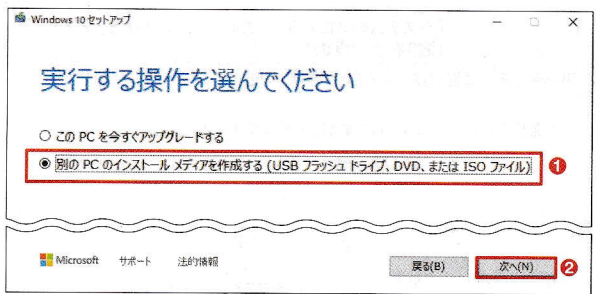 Windows 10 セットアップ
実行する操作を選んでください
この PC を今すぐアップグレードする
別の PC のインストール メディアを作成する (USB フラッシュ ドライブ、DVD、または ISO ファイル)
1
Microsoft サポート 法的情報 戻る(B) 次へ(N) 2